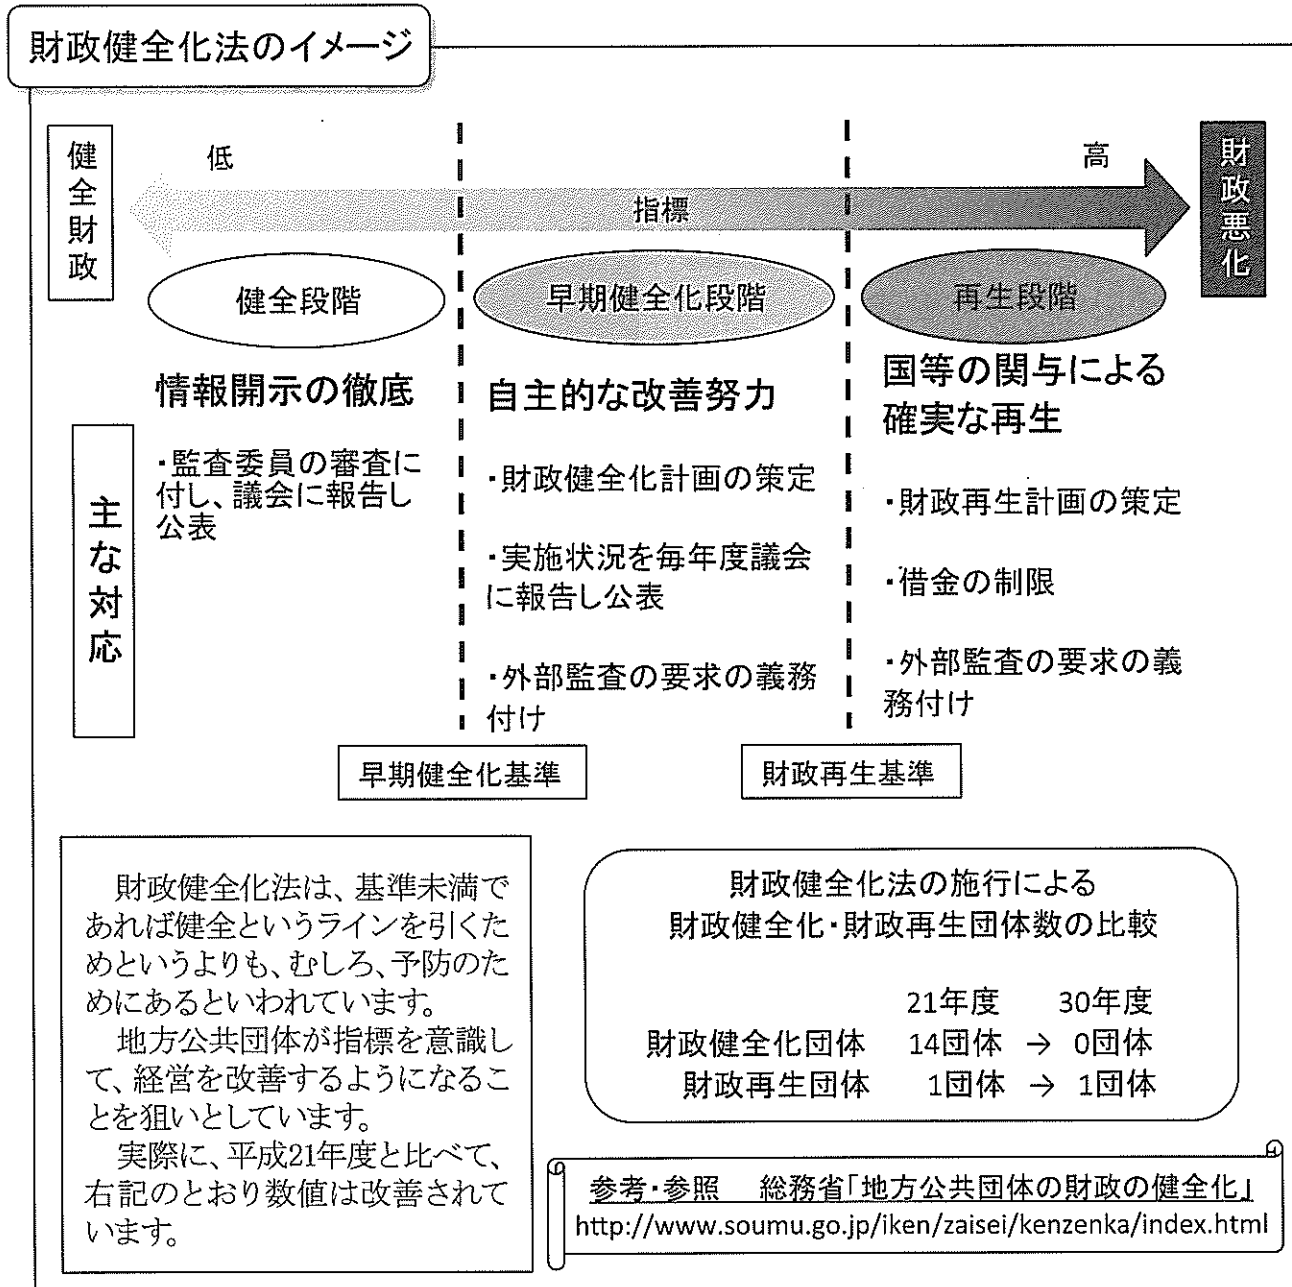 財政健全化法のイメージ
健全財政
低
高
指標
財政悪化
健全段階
早期健全化段階
再生段階
主な対応
情報開示の徹底
・監査委員の審査に
付し、議会に報告し
公表
自主的な改善努力
・財政健全化計画の策定
・実施状況を毎年度議会
に報告し公表
・外部監査の要求の義務
付け
国等の関与による
確実な再生
・財政再生計画の策定
・借金の制限
・外部監査の要求の義
務付け
早期健全化基準
財政再生基準
財政健全化法は、基準未満で
あれば健全というラインを引くた
めというよりも、むしろ、予防のた
めにあるといわれています。
地方公共団体が指標を意識し
て、経営を改善するようになるこ
とを狙いとしています。
実際に、平成21年度と比べて、
右記のとおり数値は改善されて
います。
財政健全化法の施行による
財政健全化・財政再生団体数の比較
21年度 30年度
財政健全化団体 14団体 → 0団体
財政再生団体 1団体 → 1団体
参考・参照 総務省「地方公共団体の財政の健全化」
http://www.soumu.go.jp/iken/zaisei/kenzenka/index.html